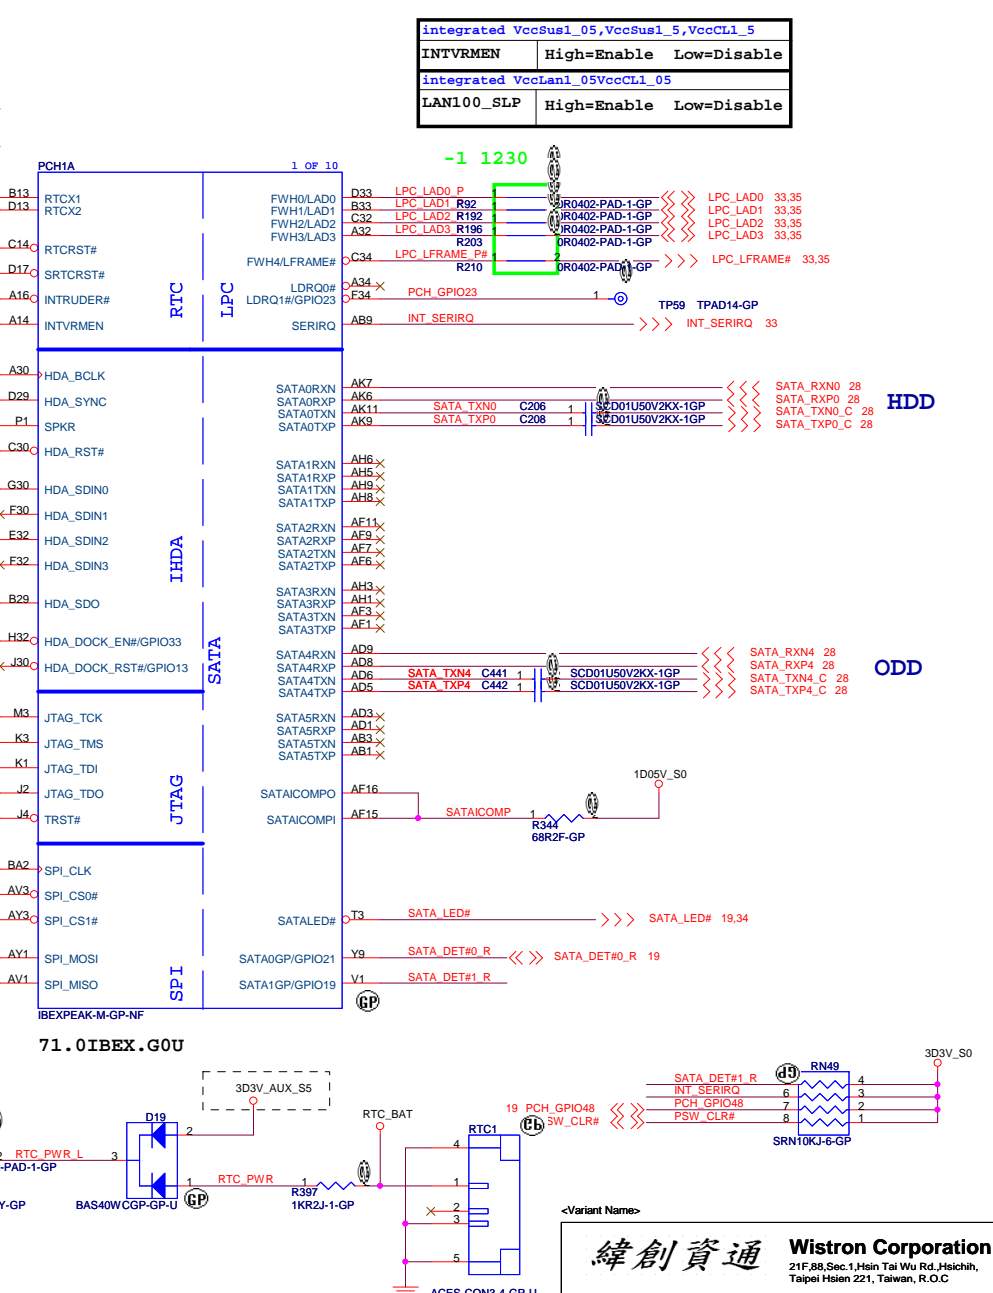 integrated VccSus1_05,VccSus1_5,VccCL1_5
INTVRMEN High=Enable Low=Disable
integrated VccLan1_05VccCL1_05
LAN100_SLP High=Enable Low=Disable
-1 1230
PCH1A 1 OF 10
B13 RTCX1
D13 RTCX2
C14 RTCRST#
D17 SRTCRST#
A16 INTRUDER#
A14 INTVRMEN
RTC
LPC
FWH0/LAD0 D33 LPC_LAD0_P 1 R92 0R0402-PAD-1-GP LPC_LAD0 33,35
FWH1/LAD1 B33 LPC_LAD1 1 R192 0R0402-PAD-1-GP LPC_LAD1 33,35
FWH2/LAD2 C32 LPC_LAD2 1 R196 0R0402-PAD-1-GP LPC_LAD2 33,35
FWH3/LAD3 A32 LPC_LAD3 1 R203 0R0402-PAD-1-GP LPC_LAD3 33,35
FWH4/LFRAME# C34 LPC_LFRAME_P# 1 2 R210 LPC_LFRAME# 33,35
LDRQ0# A34
LDRQ1#/GPIO23 F34 PCH_GPIO23 1 TP59 TPAD14-GP
SERIRQ AB9 INT_SERIRQ INT_SERIRQ 33
A30 HDA_BCLK
D29 HDA_SYNC
P1 SPKR
C30 HDA_RST#
G30 HDA_SDIN0
F30 HDA_SDIN1
E32 HDA_SDIN2
F32 HDA_SDIN3
B29 HDA_SDO
H32 HDA_DOCK_EN#/GPIO33
J30 HDA_DOCK_RST#/GPIO13
IHDA
SATA
SATA0RXN AK7 SATA_RXN0 28
SATA0RXP AK6 SATA_RXP0 28
SATA0TXN AK11 SATA_TXN0 C206 1 SCD01U50V2KX-1GP SATA_TXN0_C 28
SATA0TXP AK9 SATA_TXP0 C208 1 SCD01U50V2KX-1GP SATA_TXP0_C 28
HDD
SATA1RXN AH6
SATA1RXP AH5
SATA1TXN AH9
SATA1TXP AH8
SATA2RXN AF11
SATA2RXP AF9
SATA2TXN AF7
SATA2TXP AF6
SATA3RXN AH3
SATA3RXP AH1
SATA3TXN AF3
SATA3TXP AF1
SATA4RXN AD9 SATA_RXN4 28
SATA4RXP AD8 SATA_RXP4 28
SATA4TXN AD6 SATA_TXN4 C441 1 SCD01U50V2KX-1GP SATA_TXN4_C 28
SATA4TXP AD5 SATA_TXP4 C442 1 SCD01U50V2KX-1GP SATA_TXP4_C 28
ODD
SATA5RXN AD3
SATA5RXP AD1
SATA5TXN AB3
SATA5TXP AB1
M3 JTAG_TCK
K3 JTAG_TMS
K1 JTAG_TDI
J2 JTAG_TDO
J4 TRST#
JTAG
SATAICOMPO AF16
SATAICOMPI AF15 SATAICOMP 1 R344 68R2F-GP 1D05V_S0
BA2 SPI_CLK
AV3 SPI_CS0#
AY3 SPI_CS1#
AY1 SPI_MOSI
AV1 SPI_MISO
SPI
SATALED# T3 SATA_LED# SATA_LED# 19,34
SATA0GP/GPIO21 Y9 SATA_DET#0_R SATA_DET#0_R 19
SATA1GP/GPIO19 V1 SATA_DET#1_R
GP
IBEXPEAK-M-GP-NF
71.0IBEX.G0U
3D3V_AUX_S5
D19
2
RTC_PWR_L 3
-PAD-1-GP
Y-GP
BAS40WCGP-GP-U
1 GP
RTC_PWR 1 R397 1KR2J-1-GP
RTC_BAT
RTC1
4
1
2
3
5
ACES-CON3-4-GP-U
3D3V_S0
GP RN49
SATA_DET#1_R 4
INT_SERIRQ 6 3
19 PCH_GPIO48 PCH_GPIO48 7 2
SW_CLR# PSW_CLR# 8 1
SRN10KJ-6-GP
<Variant Name>
緯創資通 Wistron Corporation
21F,88,Sec.1,Hsin Tai Wu Rd.,Hsichih,
Taipei Hsien 221, Taiwan, R.O.C